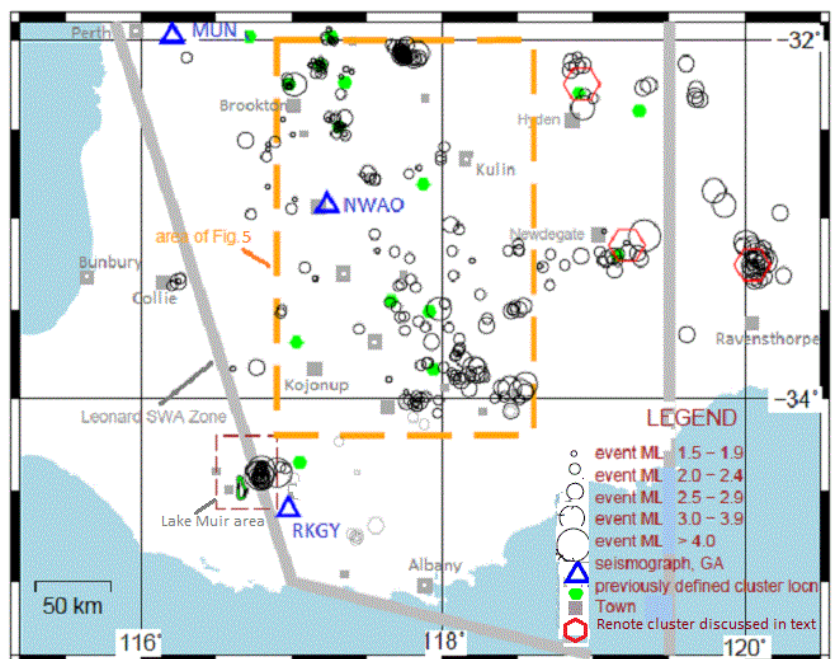 Perth
MUN
−32°
Brookton
Hyden
Kulin
NWAO
area of Fig.5
Newdegate
Bunbury
Collie
Ravensthorpe
Kojonup
−34°
Leonard SWA Zone
LEGEND
event ML 1.5 − 1.9
event ML 2.0 − 2.4
event ML 2.5 − 2.9
event ML 3.0 − 3.9
event ML > 4.0
seismograph, GA
previously defined cluster locn
Town
Renote cluster discussed in text
Lake Muir area
RKGY
Albany
50 km
116°
118°
120°